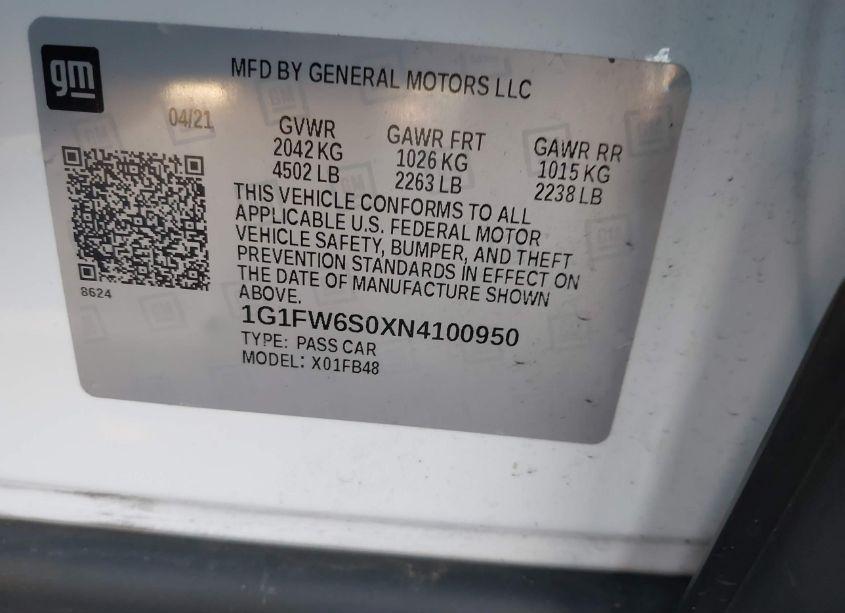 gm
MFD BY GENERAL MOTORS LLC
04/21
GVWR
2042 KG
4502 LB
GAWR FRT
1026 KG
2263 LB
GAWR RR
1015 KG
2238 LB
THIS VEHICLE CONFORMS TO ALL
APPLICABLE U.S. FEDERAL MOTOR
VEHICLE SAFETY, BUMPER, AND THEFT
PREVENTION STANDARDS IN EFFECT ON
THE DATE OF MANUFACTURE SHOWN
ABOVE.
8624
1G1FW6S0XN4100950
TYPE: PASS CAR
MODEL: X01FB48